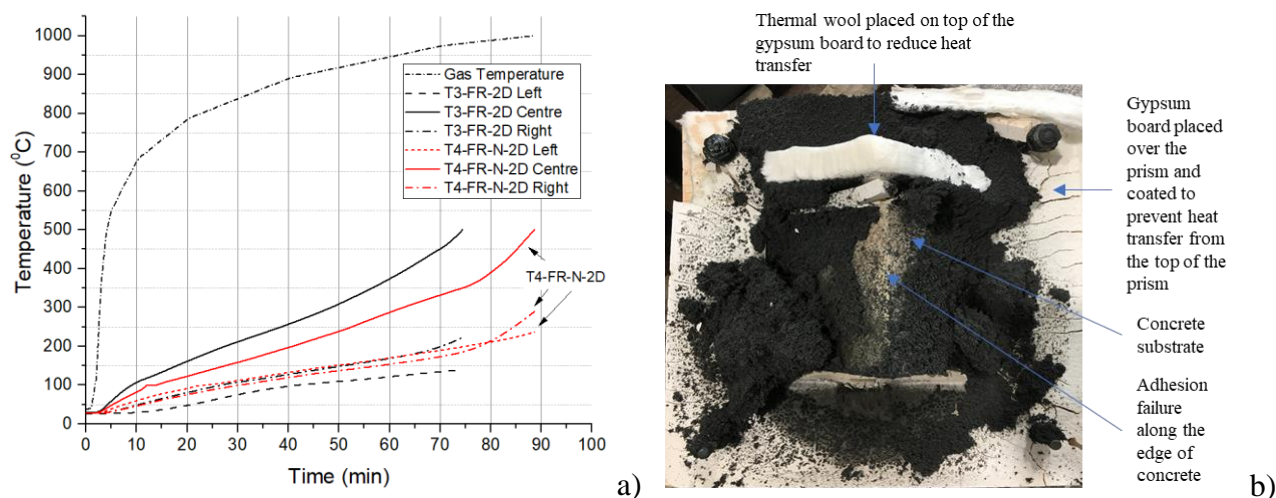 1000
900
800
700
600
500
400
300
200
100
0
Temperature (⁰C)
Gas Temperature
T3-FR-2D Left
T3-FR-2D Centre
T3-FR-2D Right
T4-FR-N-2D Left
T4-FR-N-2D Centre
T4-FR-N-2D Right
T4-FR-N-2D
0 10 20 30 40 50 60 70 80 90 100
Time (min)
a)
Thermal wool placed on top of the
gypsum board to reduce heat
transfer
Gypsum
board placed
over the
prism and
coated to
prevent heat
transfer from
the top of the
prism
Concrete
substrate
Adhesion
failure
along the
edge of
concrete
b)